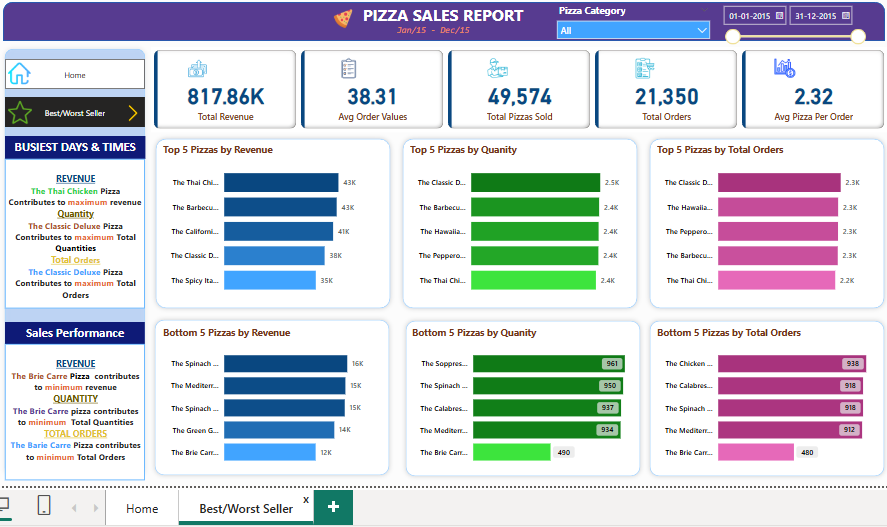 PIZZA SALES REPORT
Jan/15 - Dec/15
Pizza Category
All
01-01-2015
31-12-2015
Home
Best/Worst Seller
817.86K
Total Revenue
38.31
Avg Order Values
49,574
Total Pizzas Sold
21,350
Total Orders
2.32
Avg Pizza Per Order
BUSIEST DAYS & TIMES
REVENUE
The Thai Chicken Pizza
Contributes to maximum revenue
Quantity
The Classic Deluxe Pizza
Contributes to maximum Total
Quantities
Total Orders
The Classic Deluxe Pizza
Contributes to maximum Total
Orders
Sales Performance
REVENUE
The Brie Carre Pizza contributes
to minimum revenue
QUANTITY
The Brie Carre pizza contributes
to minimum Total Quantities
TOTAL ORDERS
The Barie Carre Pizza contributes
to minimum Total Orders
Top 5 Pizzas by Revenue
The Thai Chi... 43K
The Barbecu... 43K
The Californi... 41K
The Classic D... 38K
The Spicy Ita... 35K
Top 5 Pizzas by Quanity
The Classic D... 2.5K
The Barbecu... 2.4K
The Hawaiia... 2.4K
The Peppero... 2.4K
The Thai Chi... 2.4K
Top 5 Pizzas by Total Orders
The Classic D... 2.3K
The Hawaiia... 2.3K
The Peppero... 2.3K
The Barbecu... 2.3K
The Thai Chi... 2.2K
Bottom 5 Pizzas by Revenue
The Spinach ... 16K
The Mediterr... 15K
The Spinach ... 15K
The Green G... 14K
The Brie Carr... 12K
Bottom 5 Pizzas by Quanity
The Soppres... 961
The Spinach ... 950
The Calabres... 937
The Mediterr... 934
The Brie Carr... 490
Bottom 5 Pizzas by Total Orders
The Chicken ... 938
The Calabres... 918
The Spinach ... 918
The Mediterr... 912
The Brie Carr... 480
Home
Best/Worst Seller
x
+